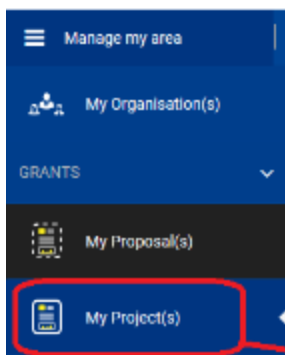 Manage my area
My Organisation(s)
GRANTS
My Proposal(s)
My Project(s)